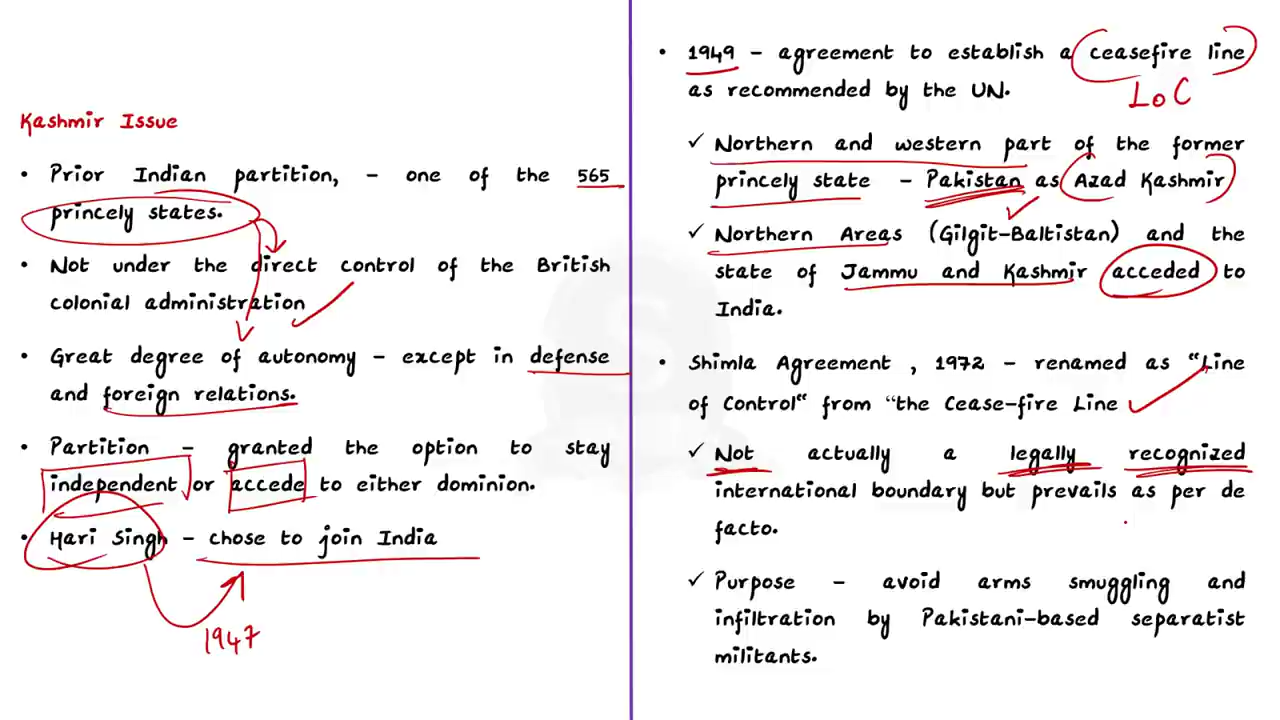 Kashmir Issue
• Prior Indian partition, - one of the 565
princely states.
• Not under the direct control of the British
colonial administration
• Great degree of autonomy - except in defense
and foreign relations.
• Partition - granted the option to stay
independent or accede to either dominion.
• Hari Singh - chose to join India
1947
• 1949 - agreement to establish a ceasefire line
as recommended by the UN.
LoC
✓ Northern and western part of the former
princely state - Pakistan as Azad Kashmir
✓ Northern Areas (Gilgit-Baltistan) and the
state of Jammu and Kashmir acceded to
India.
• Shimla Agreement , 1972 - renamed as "Line
of Control" from "the Cease-fire Line
✓ Not actually a legally recognized
international boundary but prevails as per de
facto.
✓ Purpose - avoid arms smuggling and
infiltration by Pakistani-based separatist
militants.